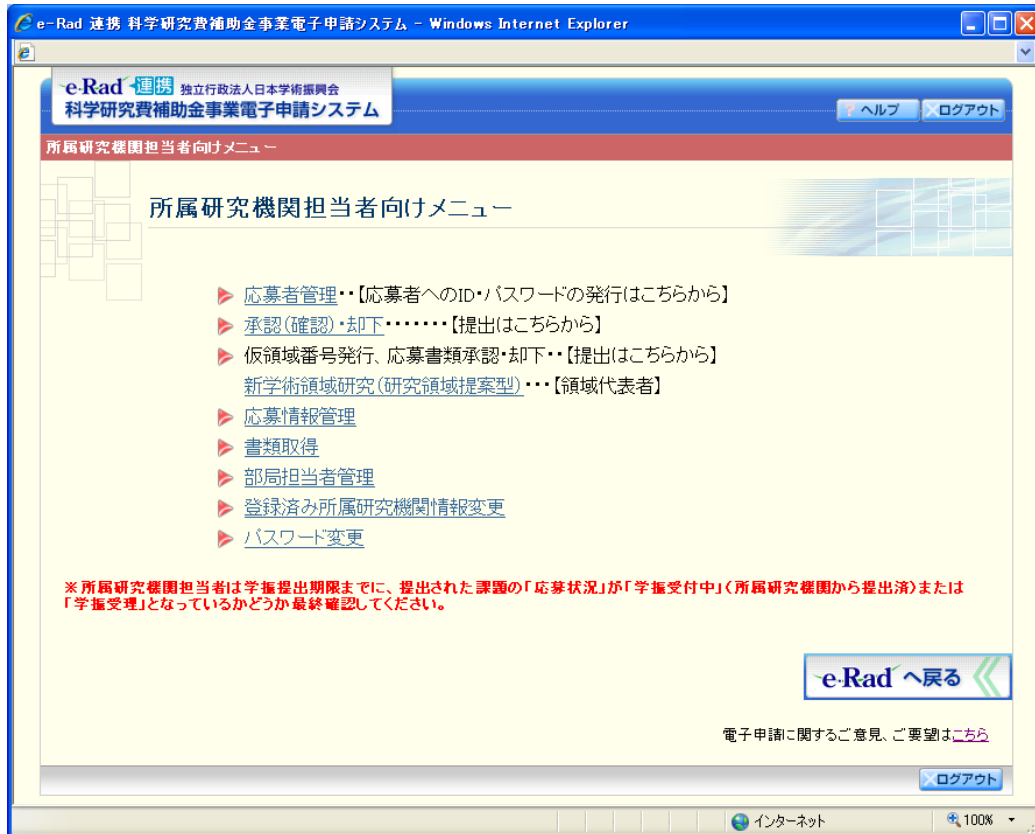 e-Rad 連携 科学研究費補助金事業電子申請システム - Windows Internet Explorer
e-Rad 連携 独立行政法人日本学術振興会
科学研究費補助金事業電子申請システム
? ヘルプ
ログアウト
所属研究機関担当者向けメニュー
所属研究機関担当者向けメニュー
応募者管理・・【応募者へのID・パスワードの発行はこちらから】
承認(確認)・却下・・・・・・・【提出はこちらから】
仮領域番号発行、応募書類承認・却下・・【提出はこちらから】
新学術領域研究(研究領域提案型)・・・【領域代表者】
応募情報管理
書類取得
部局担当者管理
登録済み所属研究機関情報変更
パスワード変更
※所属研究機関担当者は学振提出期限までに、提出された課題の「応募状況」が「学振受付中」(所属研究機関から提出済)または
「学振受理」となっているかどうか最終確認してください。
e-Rad へ戻る
電子申請に関するご意見、ご要望はこちら
ログアウト
インターネット
100%